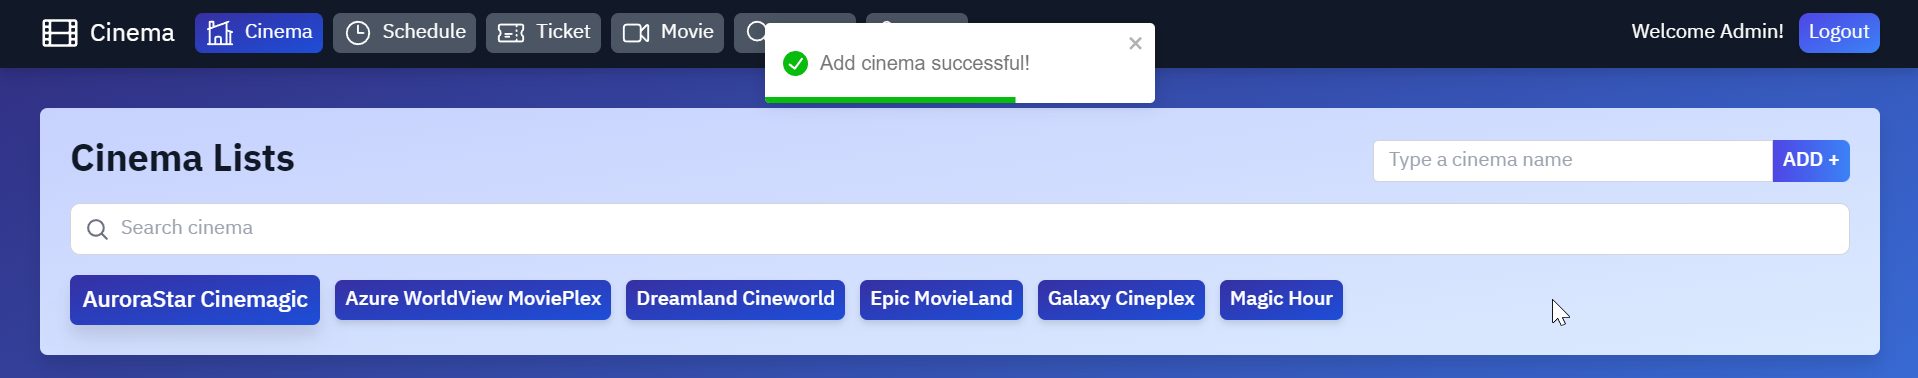 Cinema Cinema Schedule Ticket Movie Welcome Admin! Logout
Add cinema successful!
Cinema Lists
Type a cinema name ADD +
Search cinema
AuroraStar Cinemagic Azure WorldView MoviePlex Dreamland Cineworld Epic MovieLand Galaxy Cineplex Magic Hour